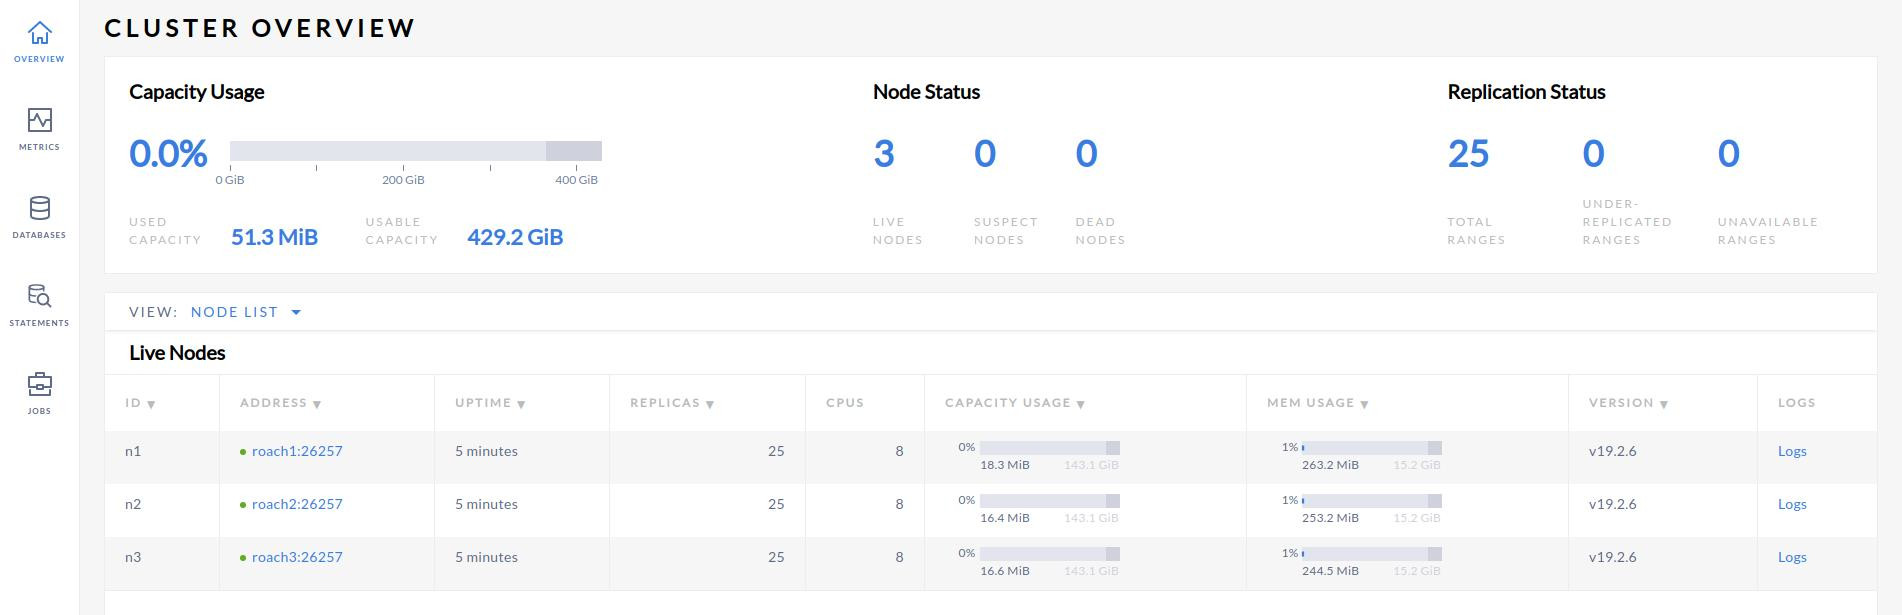 CLUSTER OVERVIEW
OVERVIEW
METRICS
DATABASES
STATEMENTS
JOBS
Capacity Usage
0.0%
0 GiB 200 GiB 400 GiB
USED
CAPACITY
51.3 MiB
USABLE
CAPACITY
429.2 GiB
Node Status
3 0 0
LIVE
NODES
SUSPECT
NODES
DEAD
NODES
Replication Status
25 0 0
TOTAL
RANGES
UNDER-
REPLICATED
RANGES
UNAVAILABLE
RANGES
VIEW: NODE LIST
Live Nodes
ID ADDRESS UPTIME REPLICAS CPUS CAPACITY USAGE MEM USAGE VERSION LOGS
n1 roach1:26257 5 minutes 25 8 0% 1% v19.2.6 Logs
18.3 MiB 143.1 GiB 263.2 MiB 15.2 GiB
n2 roach2:26257 5 minutes 25 8 0% 1% v19.2.6 Logs
16.4 MiB 143.1 GiB 253.2 MiB 15.2 GiB
n3 roach3:26257 5 minutes 25 8 0% 1% v19.2.6 Logs
16.6 MiB 143.1 GiB 244.5 MiB 15.2 GiB